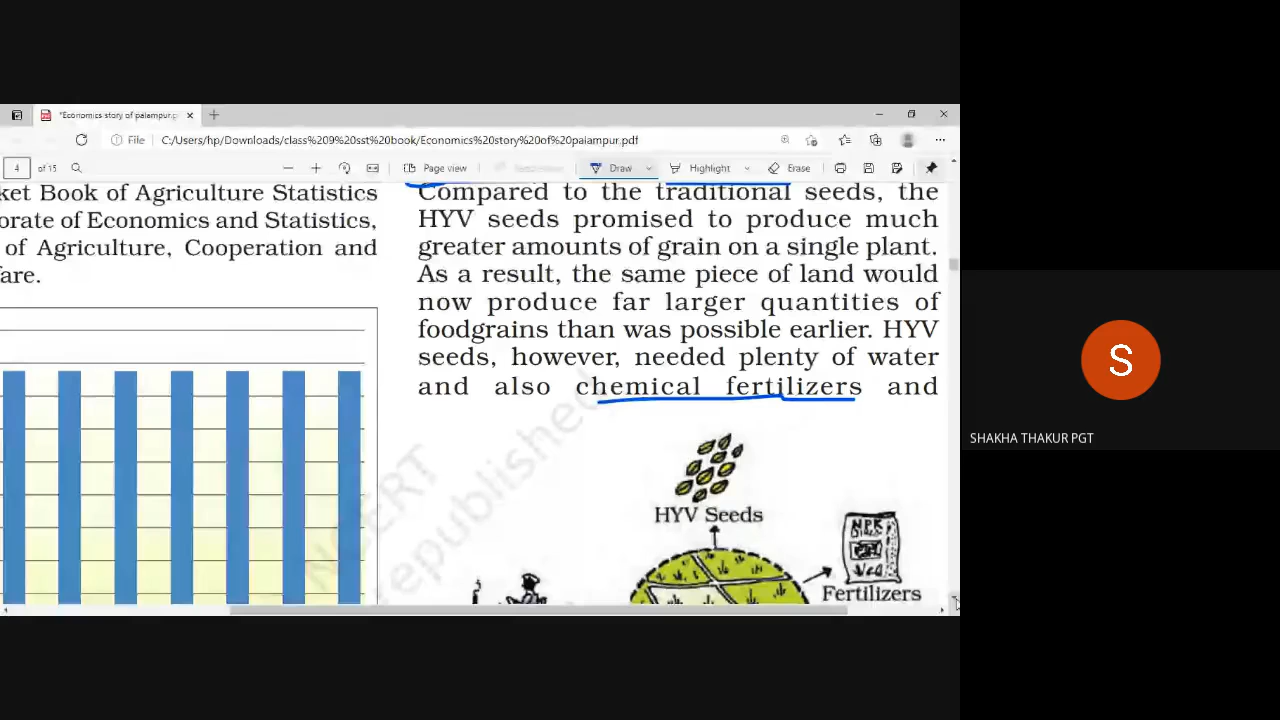 *Economics story of palampur.p
File
C:/Users/hp/Downloads/class%209%20sst%20book/Economics%20story%20of%20palampur.pdf
4 of 15
Page view
Draw
Highlight
Erase
ket Book of Agriculture Statistics
orate of Economics and Statistics,
of Agriculture, Cooperation and
fare.
Compared to the traditional seeds, the
HYV seeds promised to produce much
greater amounts of grain on a single plant.
As a result, the same piece of land would
now produce far larger quantities of
foodgrains than was possible earlier. HYV
seeds, however, needed plenty of water
and also chemical fertilizers and
NCERT
republished
HYV Seeds
NPK
Fertilizers
S
SHAKHA THAKUR PGT